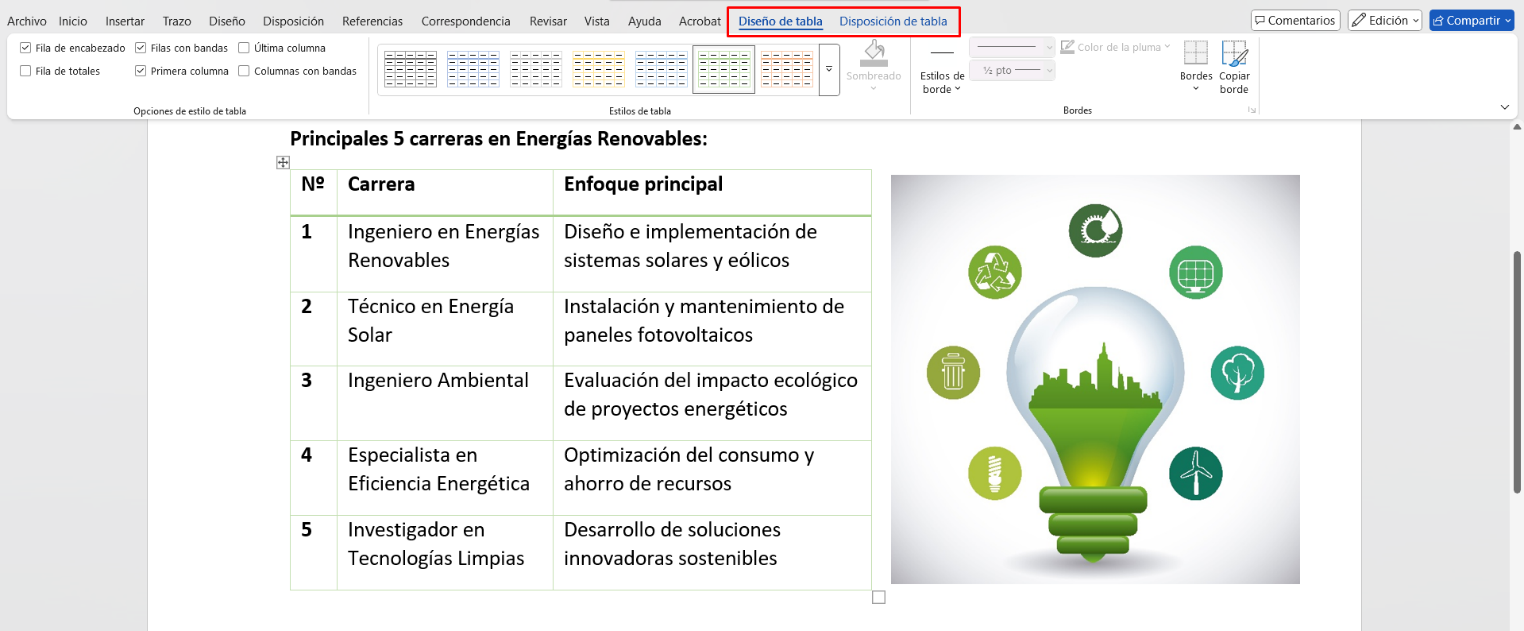 Archivo Inicio Insertar Trazo Diseño Disposición Referencias Correspondencia Revisar Vista Ayuda Acrobat Diseño de tabla Disposición de tabla Comentarios Edición Compartir
Fila de encabezado Filas con bandas Última columna
Fila de totales Primera columna Columnas con bandas
Opciones de estilo de tabla
Estilos de tabla
Sombreado
Estilos de
borde
½ pto
Color de la pluma
Bordes
Copiar
borde
Bordes
Principales 5 carreras en Energías Renovables:
Nº Carrera Enfoque principal
1 Ingeniero en Energías Diseño e implementación de
Renovables sistemas solares y eólicos
2 Técnico en Energía Instalación y mantenimiento de
Solar paneles fotovoltaicos
3 Ingeniero Ambiental Evaluación del impacto ecológico
de proyectos energéticos
4 Especialista en Optimización del consumo y
Eficiencia Energética ahorro de recursos
5 Investigador en Desarrollo de soluciones
Tecnologías Limpias innovadoras sostenibles